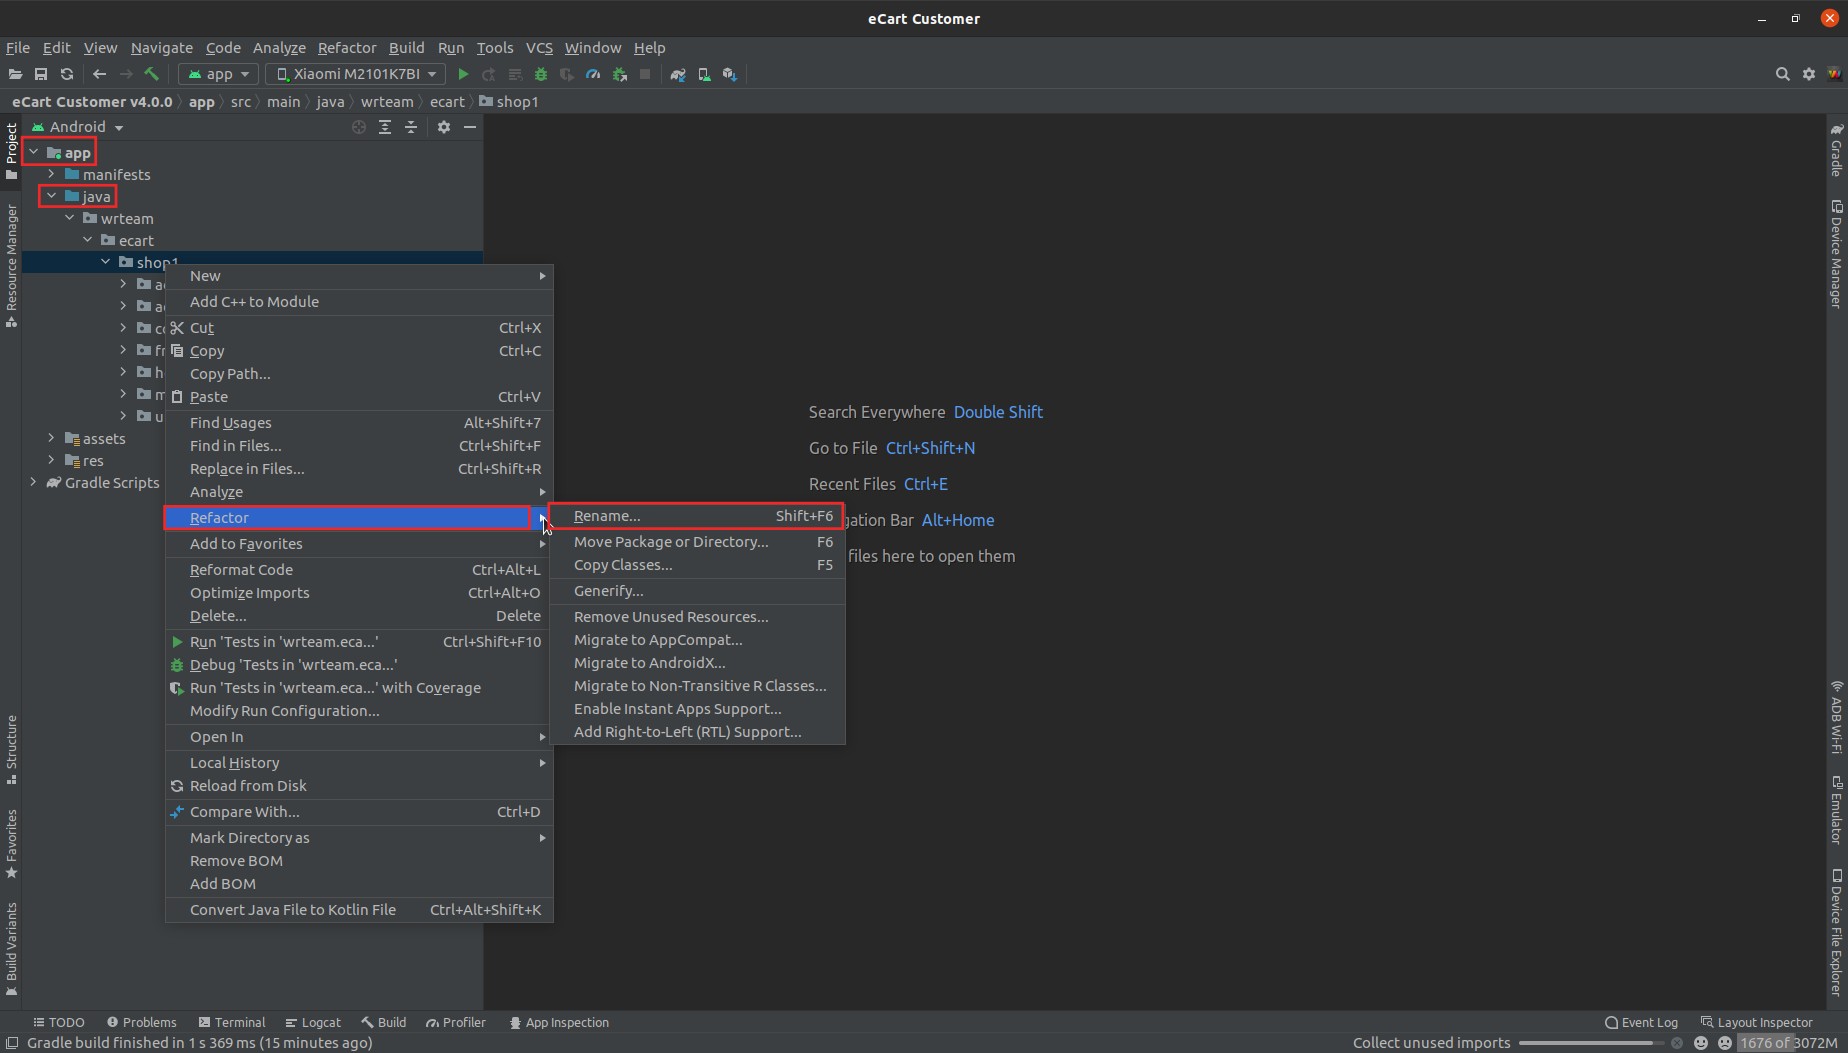 eCart Customer
File Edit View Navigate Code Analyze Refactor Build Run Tools VCS Window Help
app Xiaomi M2101K7BI
eCart Customer v4.0.0 app src main java wrteam ecart shop1
Android
app
manifests
java
wrteam
ecart
shop1
a
a
c
f
h
m
u
assets
res
Gradle Scripts
New
Add C++ to Module
Cut Ctrl+X
Copy Ctrl+C
Copy Path...
Paste Ctrl+V
Find Usages Alt+Shift+7
Find in Files... Ctrl+Shift+F
Replace in Files... Ctrl+Shift+R
Analyze
Refactor
Add to Favorites
Reformat Code Ctrl+Alt+L
Optimize Imports Ctrl+Alt+O
Delete... Delete
Run 'Tests in 'wrteam.eca...' Ctrl+Shift+F10
Debug 'Tests in 'wrteam.eca...'
Run 'Tests in 'wrteam.eca...' with Coverage
Modify Run Configuration...
Open In
Local History
Reload from Disk
Compare With... Ctrl+D
Mark Directory as
Remove BOM
Add BOM
Convert Java File to Kotlin File Ctrl+Alt+Shift+K
Rename... Shift+F6
Move Package or Directory... F6
Copy Classes... F5
Generify...
Remove Unused Resources...
Migrate to AppCompat...
Migrate to AndroidX...
Migrate to Non-Transitive R Classes...
Enable Instant Apps Support...
Add Right-to-Left (RTL) Support...
Search Everywhere Double Shift
Go to File Ctrl+Shift+N
Recent Files Ctrl+E
gation Bar Alt+Home
files here to open them
Project
Resource Manager
Structure
Favorites
Build Variants
Gradle
Device Manager
ADB Wi-Fi
Emulator
Device File Explorer
TODO Problems Terminal Logcat Build Profiler App Inspection Event Log Layout Inspector
Gradle build finished in 1 s 369 ms (15 minutes ago) Collect unused imports 1676 of 3072M